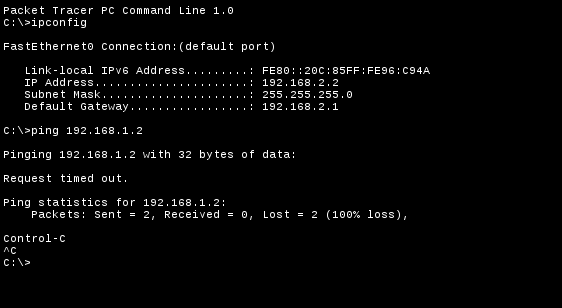 Packet Tracer PC Command Line 1.0
C:\>ipconfig
FastEthernet0 Connection:(default port)
Link-local IPv6 Address.........: FE80::20C:85FF:FE96:C94A
IP Address......................: 192.168.2.2
Subnet Mask.....................: 255.255.255.0
Default Gateway.................: 192.168.2.1
C:\>ping 192.168.1.2
Pinging 192.168.1.2 with 32 bytes of data:
Request timed out.
Ping statistics for 192.168.1.2:
Packets: Sent = 2, Received = 0, Lost = 2 (100% loss),
Control-C
^C
C:\>